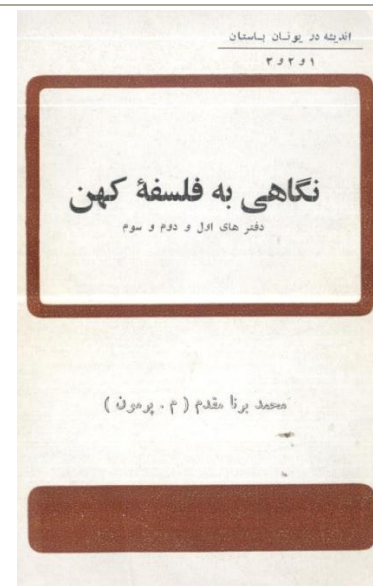 اندیشه در یونان باستان
۱ و ۲ و ۳
نگاهی به فلسفهٔ کهن
دفتر های اول و دوم و سوم
محمد برنا مقدم ( م . پرمون )